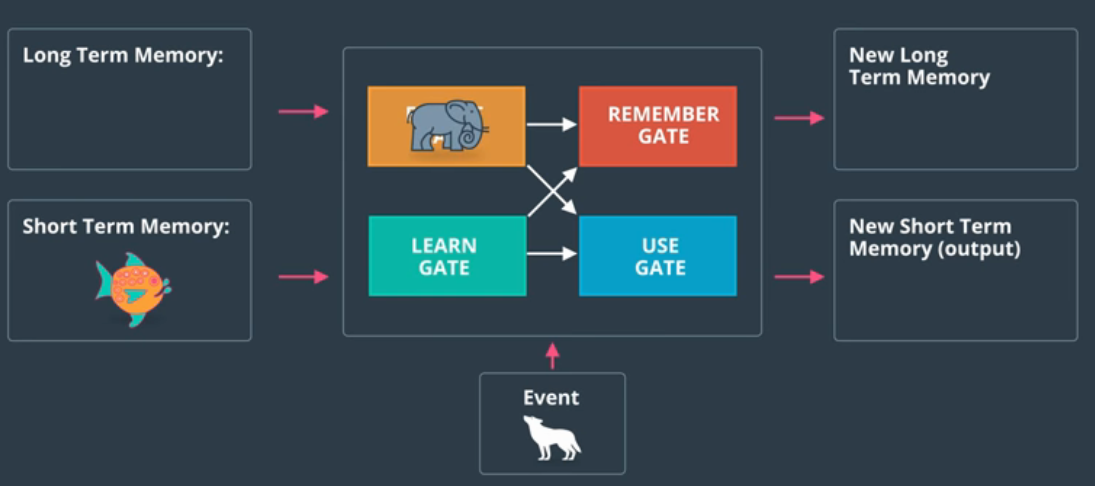 Long Term Memory:
Short Term Memory:
REMEMBER
GATE
LEARN
GATE
USE
GATE
New Long
Term Memory
New Short Term
Memory (output)
Event